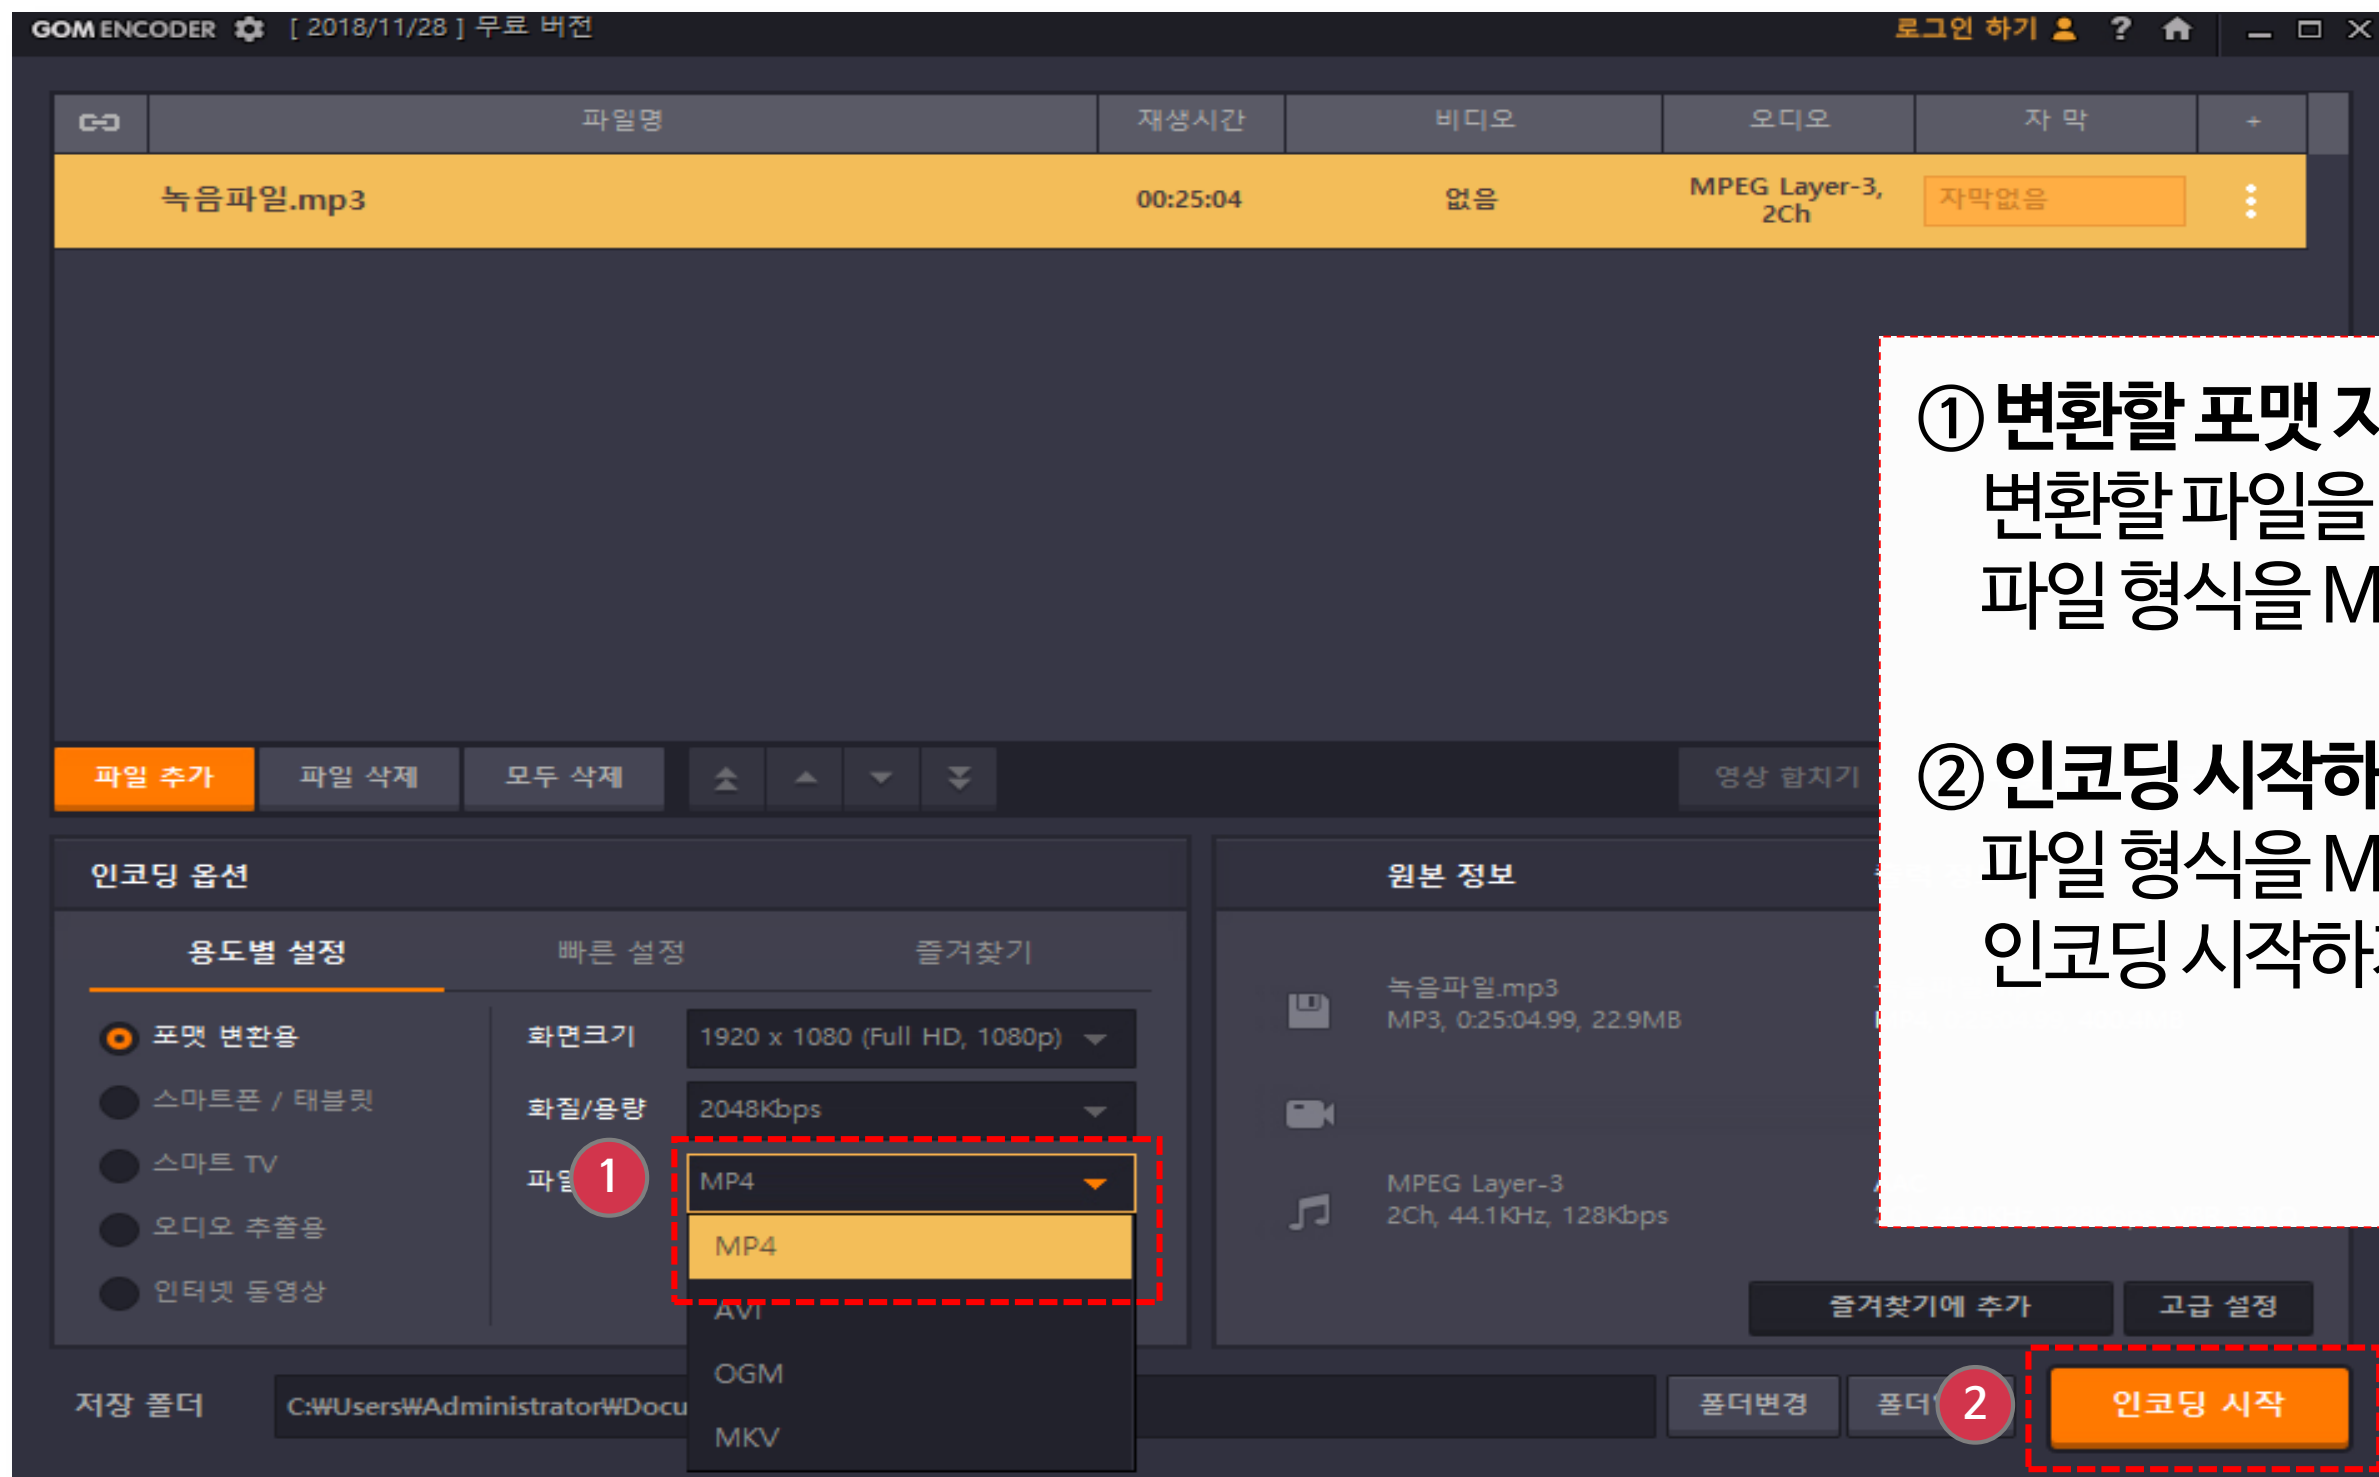 GOM ENCODER [ 2018/11/28 ] 무료 버전 로그인 하기 ?
파일명 재생시간 비디오 오디오 자 막 +
녹음파일.mp3 00:25:04 없음 MPEG Layer-3, 2Ch 자막없음
① 변환할 포맷
변환할 파일을
파일 형식을 M
② 인코딩 시작하
파일 형식을 M
인코딩 시작하
파일 추가 파일 삭제 모두 삭제 영상 합치기
인코딩 옵션
용도별 설정 빠른 설정 즐겨찾기
포맷 변환용
스마트폰 / 태블릿
스마트 TV
오디오 추출용
인터넷 동영상
화면크기 1920 x 1080 (Full HD, 1080p)
화질/용량 2048Kbps
1 MP4
MP4
AVI
OGM
MKV
원본 정보
녹음파일.mp3
MP3, 0:25:04.99, 22.9MB
MPEG Layer-3
2Ch, 44.1KHz, 128Kbps
즐겨찾기에 추가 고급 설정
저장 폴더 C:₩Users₩Administrator₩Docu 폴더변경 2 인코딩 시작